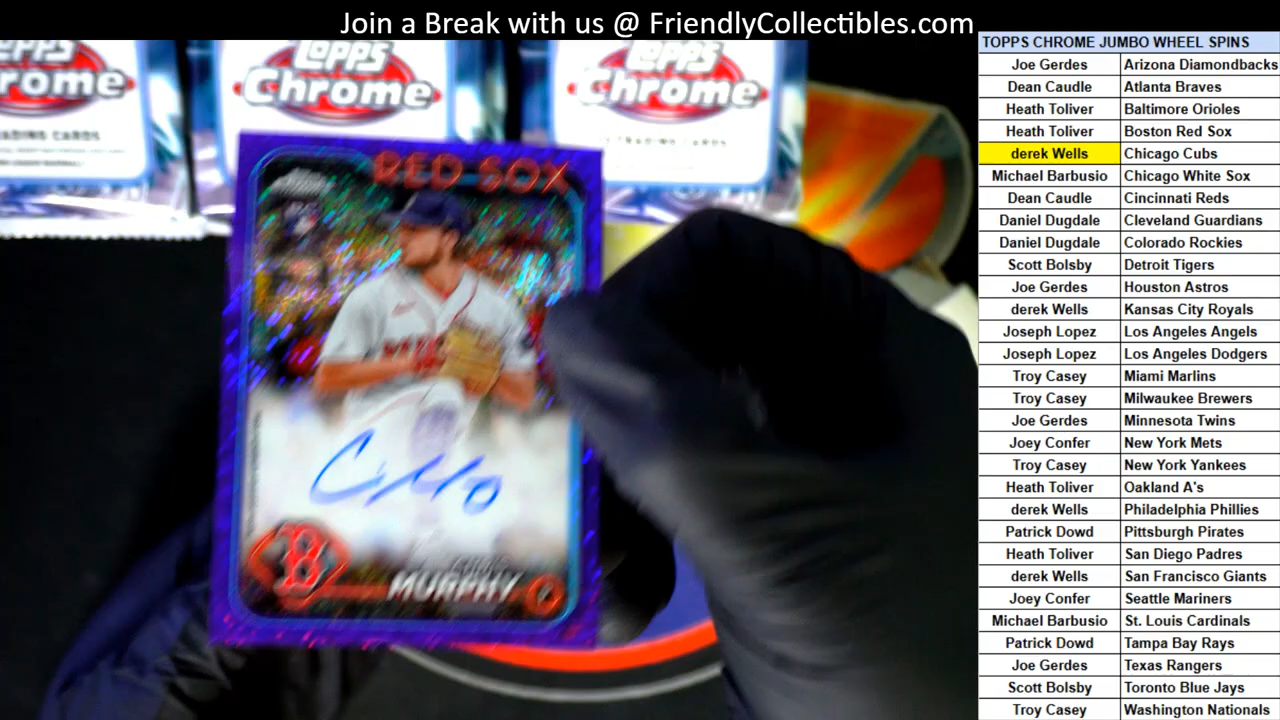 Join a Break with us @ FriendlyCollectibles.com
TOPPS CHROME JUMBO WHEEL SPINS
Joe Gerdes Arizona Diamondbacks
Dean Caudle Atlanta Braves
Heath Toliver Baltimore Orioles
Heath Toliver Boston Red Sox
derek Wells Chicago Cubs
Michael Barbusio Chicago White Sox
Dean Caudle Cincinnati Reds
Daniel Dugdale Cleveland Guardians
Daniel Dugdale Colorado Rockies
Scott Bolsby Detroit Tigers
Joe Gerdes Houston Astros
derek Wells Kansas City Royals
Joseph Lopez Los Angeles Angels
Joseph Lopez Los Angeles Dodgers
Troy Casey Miami Marlins
Troy Casey Milwaukee Brewers
Joe Gerdes Minnesota Twins
Joey Confer New York Mets
Troy Casey New York Yankees
Heath Toliver Oakland A's
derek Wells Philadelphia Phillies
Patrick Dowd Pittsburgh Pirates
Heath Toliver San Diego Padres
derek Wells San Francisco Giants
Joey Confer Seattle Mariners
Michael Barbusio St. Louis Cardinals
Patrick Dowd Tampa Bay Rays
Joe Gerdes Texas Rangers
Scott Bolsby Toronto Blue Jays
Troy Casey Washington Nationals
Topps Chrome
TRADING CARDS
Topps Chrome
Topps Chrome
TRADING CARDS
RED SOX
B
MURPHY